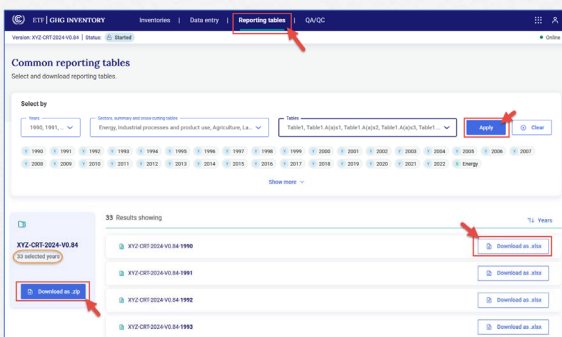 ETF | GHG INVENTORY Inventories | Data entry | Reporting tables | QA/QC
Version: XYZ-CRT-2024-V0.84 | Status: Started Online
Common reporting tables
Select and download reporting tables.
Select by
Years Sectors, summary and cross cutting tables Tables
1990, 1991, ... Energy, Industrial processes and product use, Agriculture, La... Table1, Table1.A(a)s1, Table1.A(a)s2, Table1.A(a)s3, Table1... Apply Clear
1990 1991 1992 1993 1994 1995 1996 1997 1998 1999 2000 2001 2002 2003 2004 2005 2006 2007
2008 2009 2010 2011 2012 2013 2014 2015 2016 2017 2018 2019 2020 2021 2022 Energy
Show more
33 Results showing Years
XYZ-CRT-2024-V0.84
33 selected years
Download as .zip
XYZ-CRT-2024-V0.84-1990 Download as .xlsx
XYZ-CRT-2024-V0.84-1991 Download as .xlsx
XYZ-CRT-2024-V0.84-1992 Download as .xlsx
XYZ-CRT-2024-V0.84-1993 Download as .xlsx